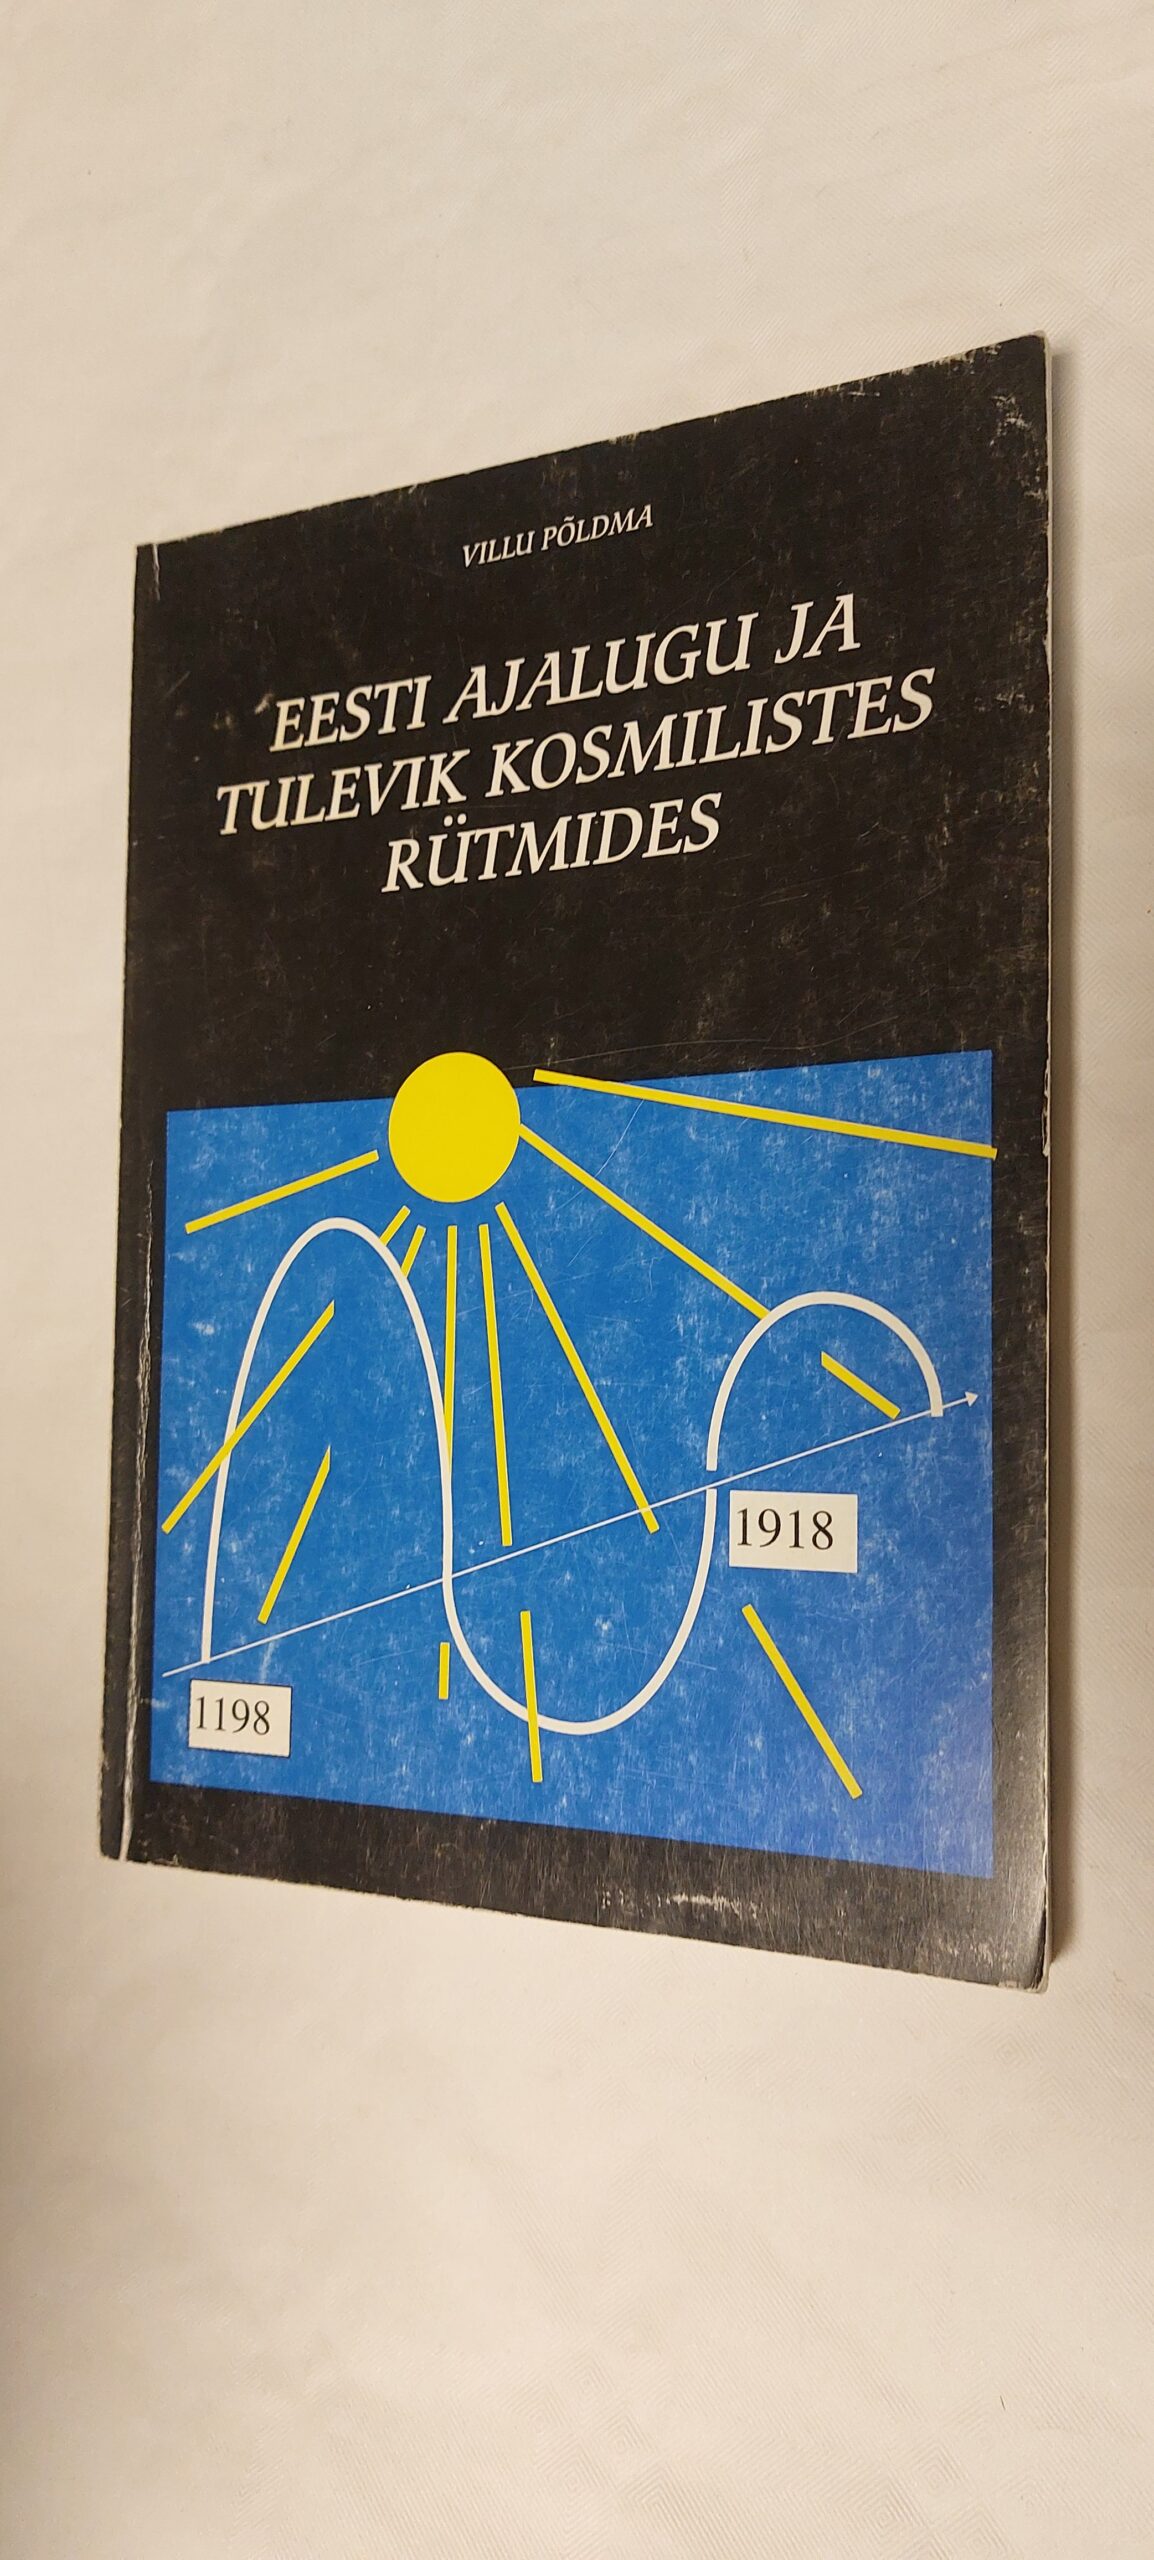 VILLU PÕLDMA
EESTI AJALUGU JA
TULEVIK KOSMILISTES
RÜTMIDES
1918
1198